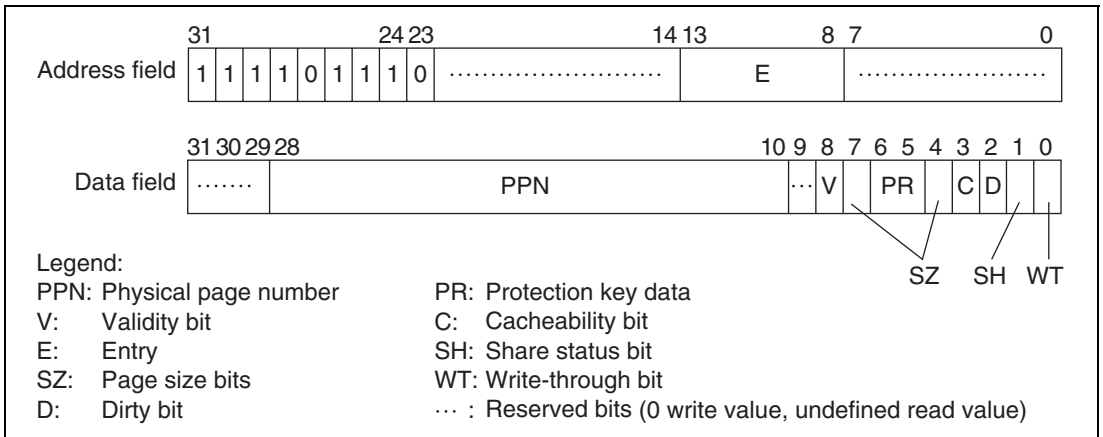 31 24 23 14 13 8 7 0
Address field 1 1 1 1 0 1 1 1 0 ........................ E ........................
31 30 29 28 10 9 8 7 6 5 4 3 2 1 0
Data field ....... PPN ... V PR C D
SZ SH WT
Legend:
PPN: Physical page number PR: Protection key data
V: Validity bit C: Cacheability bit
E: Entry SH: Share status bit
SZ: Page size bits WT: Write-through bit
D: Dirty bit ... : Reserved bits (0 write value, undefined read value)